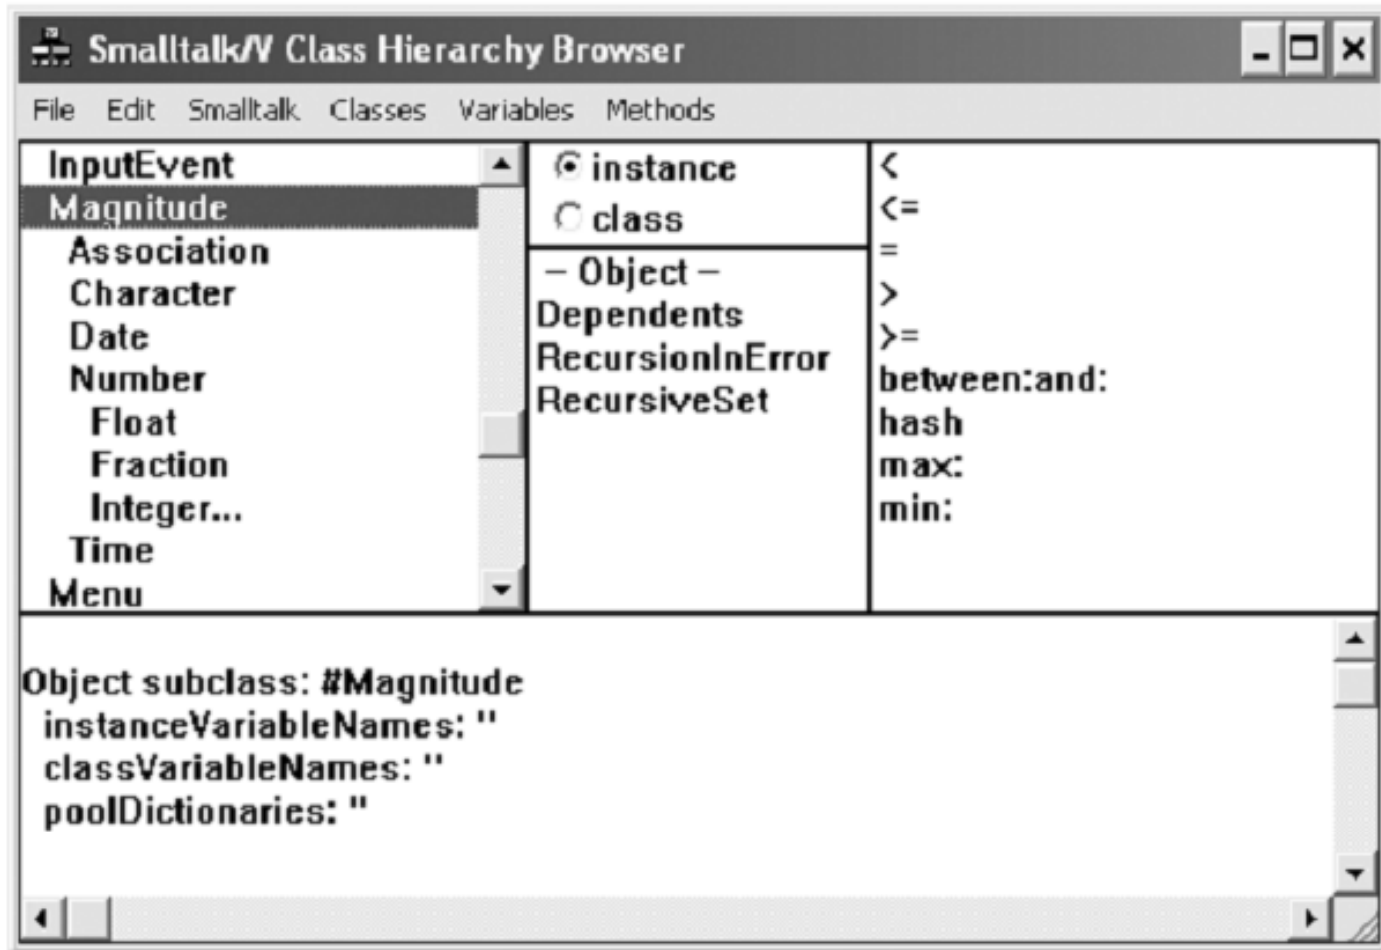 Smalltalk/V Class Hierarchy Browser
File Edit Smalltalk Classes Variables Methods
InputEvent
Magnitude
Association
Character
Date
Number
Float
Fraction
Integer...
Time
Menu
instance
class
– Object –
Dependents
RecursionInError
RecursiveSet
<
<=
=
>
>=
between:and:
hash
max:
min:
Object subclass: #Magnitude
instanceVariableNames: ''
classVariableNames: ''
poolDictionaries: ''